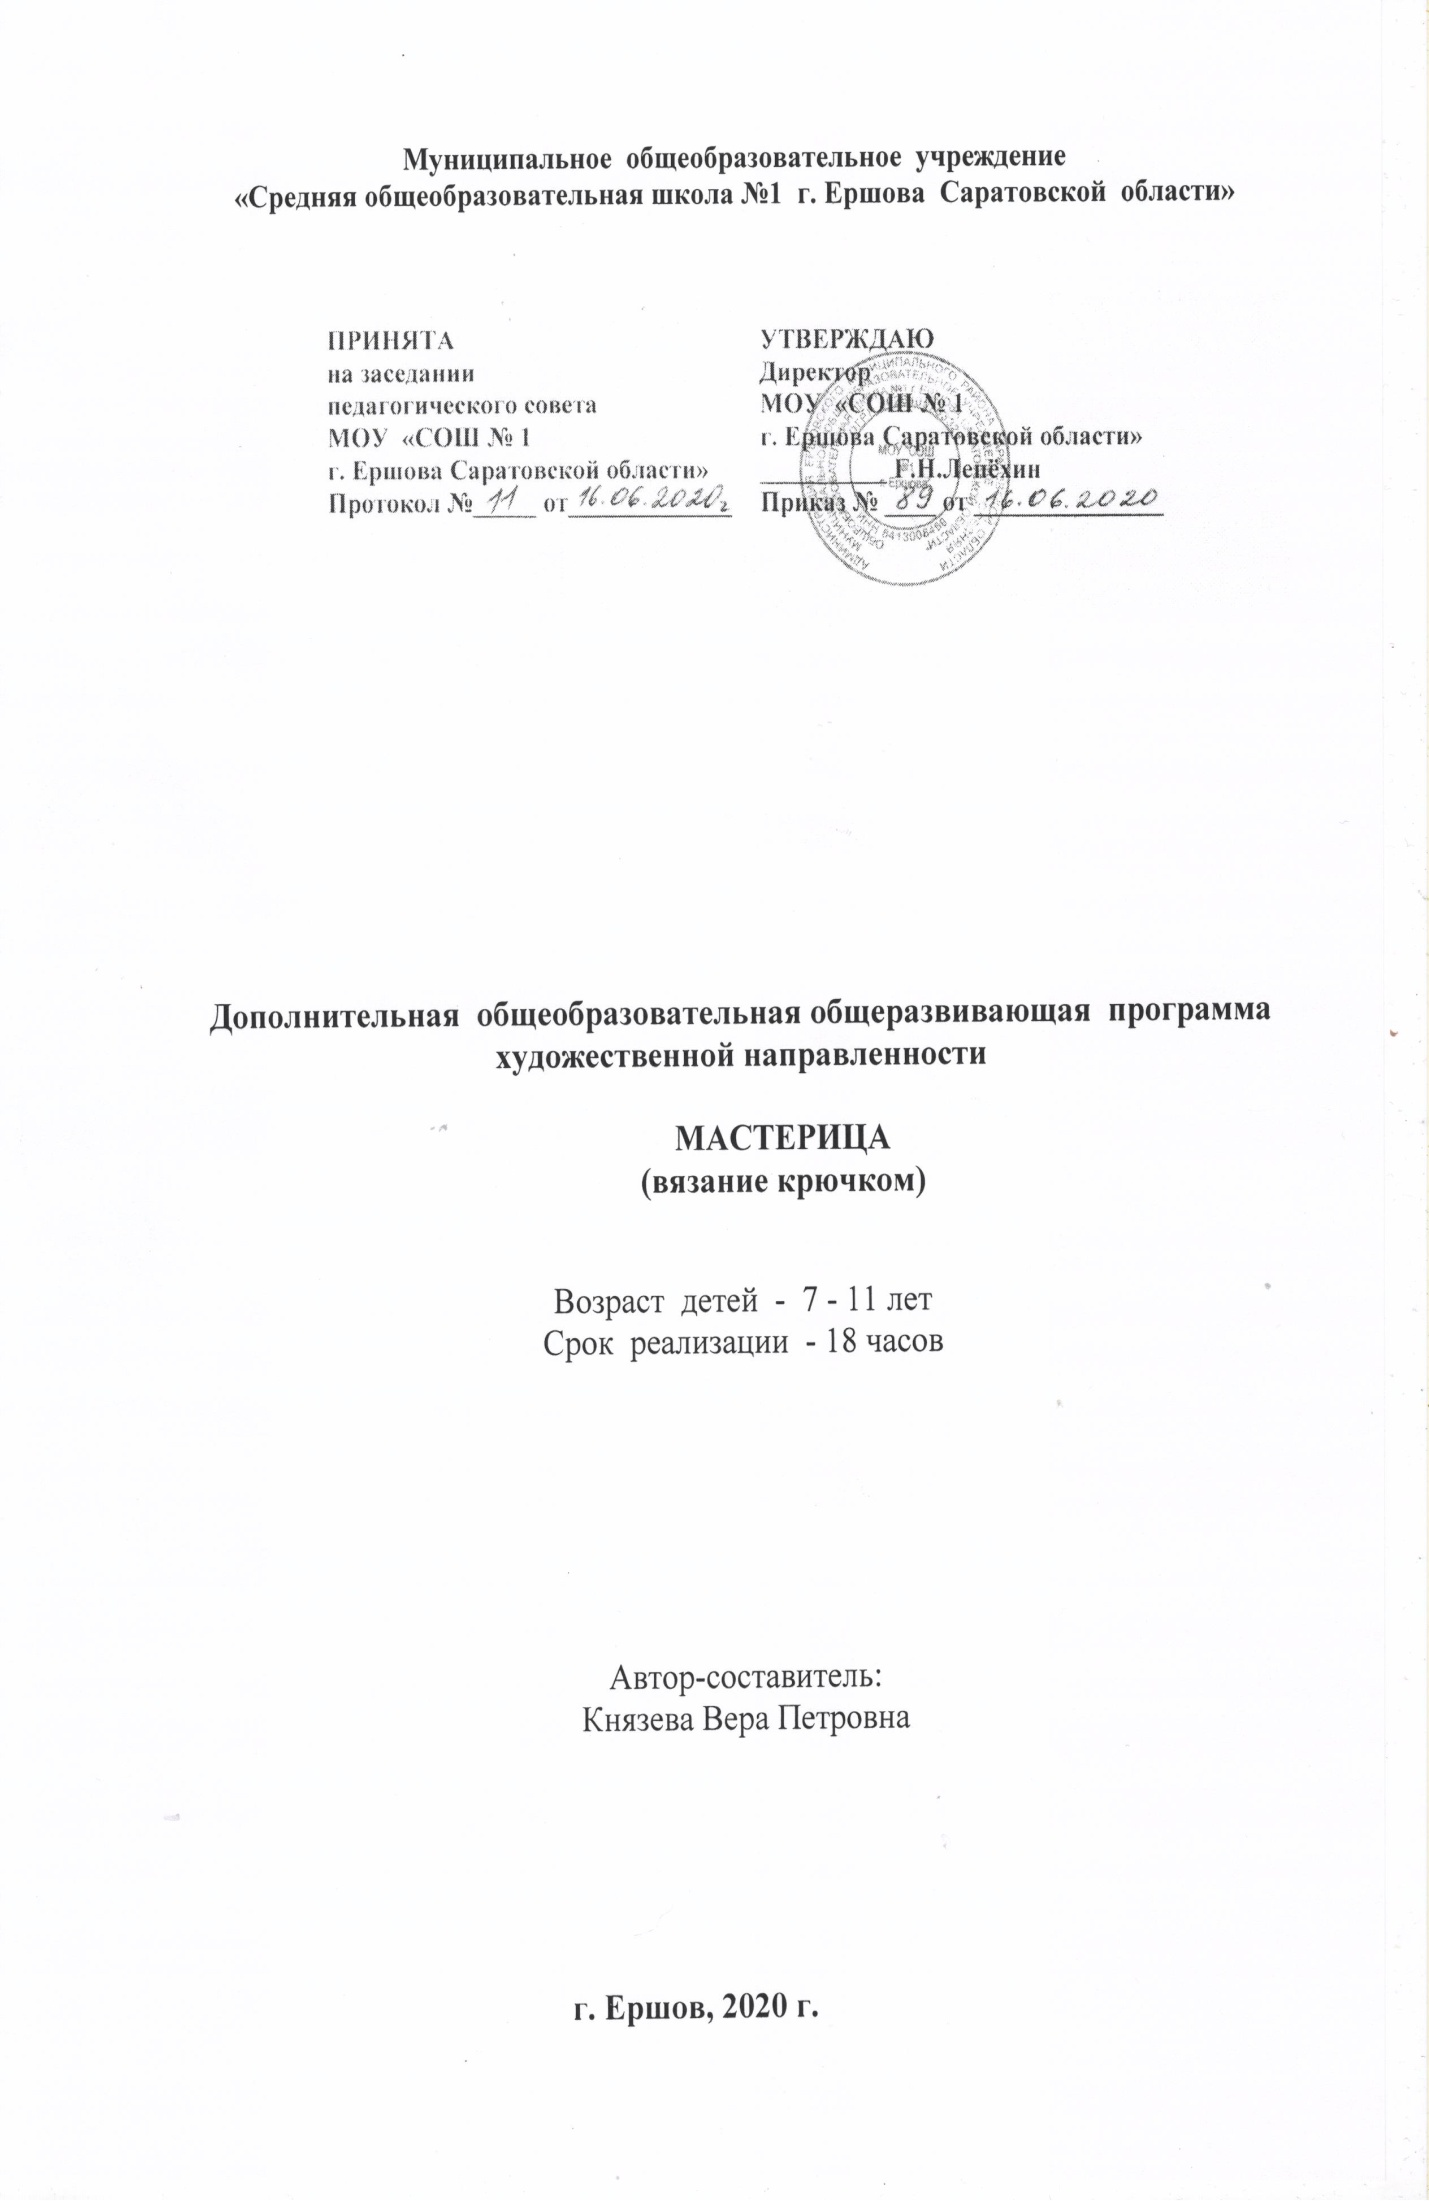 Муниципальное общеобразовательное учреждение
«Средняя общеобразовательная школа №1 г. Ершова Саратовской области»
ПРИНЯТА
на заседании
педагогического совета
МОУ «СОШ № 1
г. Ершова Саратовской области»
Протокол № 11 от 16.06.2020г
УТВЕРЖДАЮ
Директор
МОУ «СОШ № 1
г. Ершова Саратовской области»
Г.Н.Лепёхин
Приказ № 89 от 16.06.2020
Дополнительная общеобразовательная общеразвивающая программа
художественной направленности
МАСТЕРИЦА
(вязание крючком)
Возраст детей - 7 - 11 лет
Срок реализации - 18 часов
Автор-составитель:
Князева Вера Петровна
г. Ершов, 2020 г.